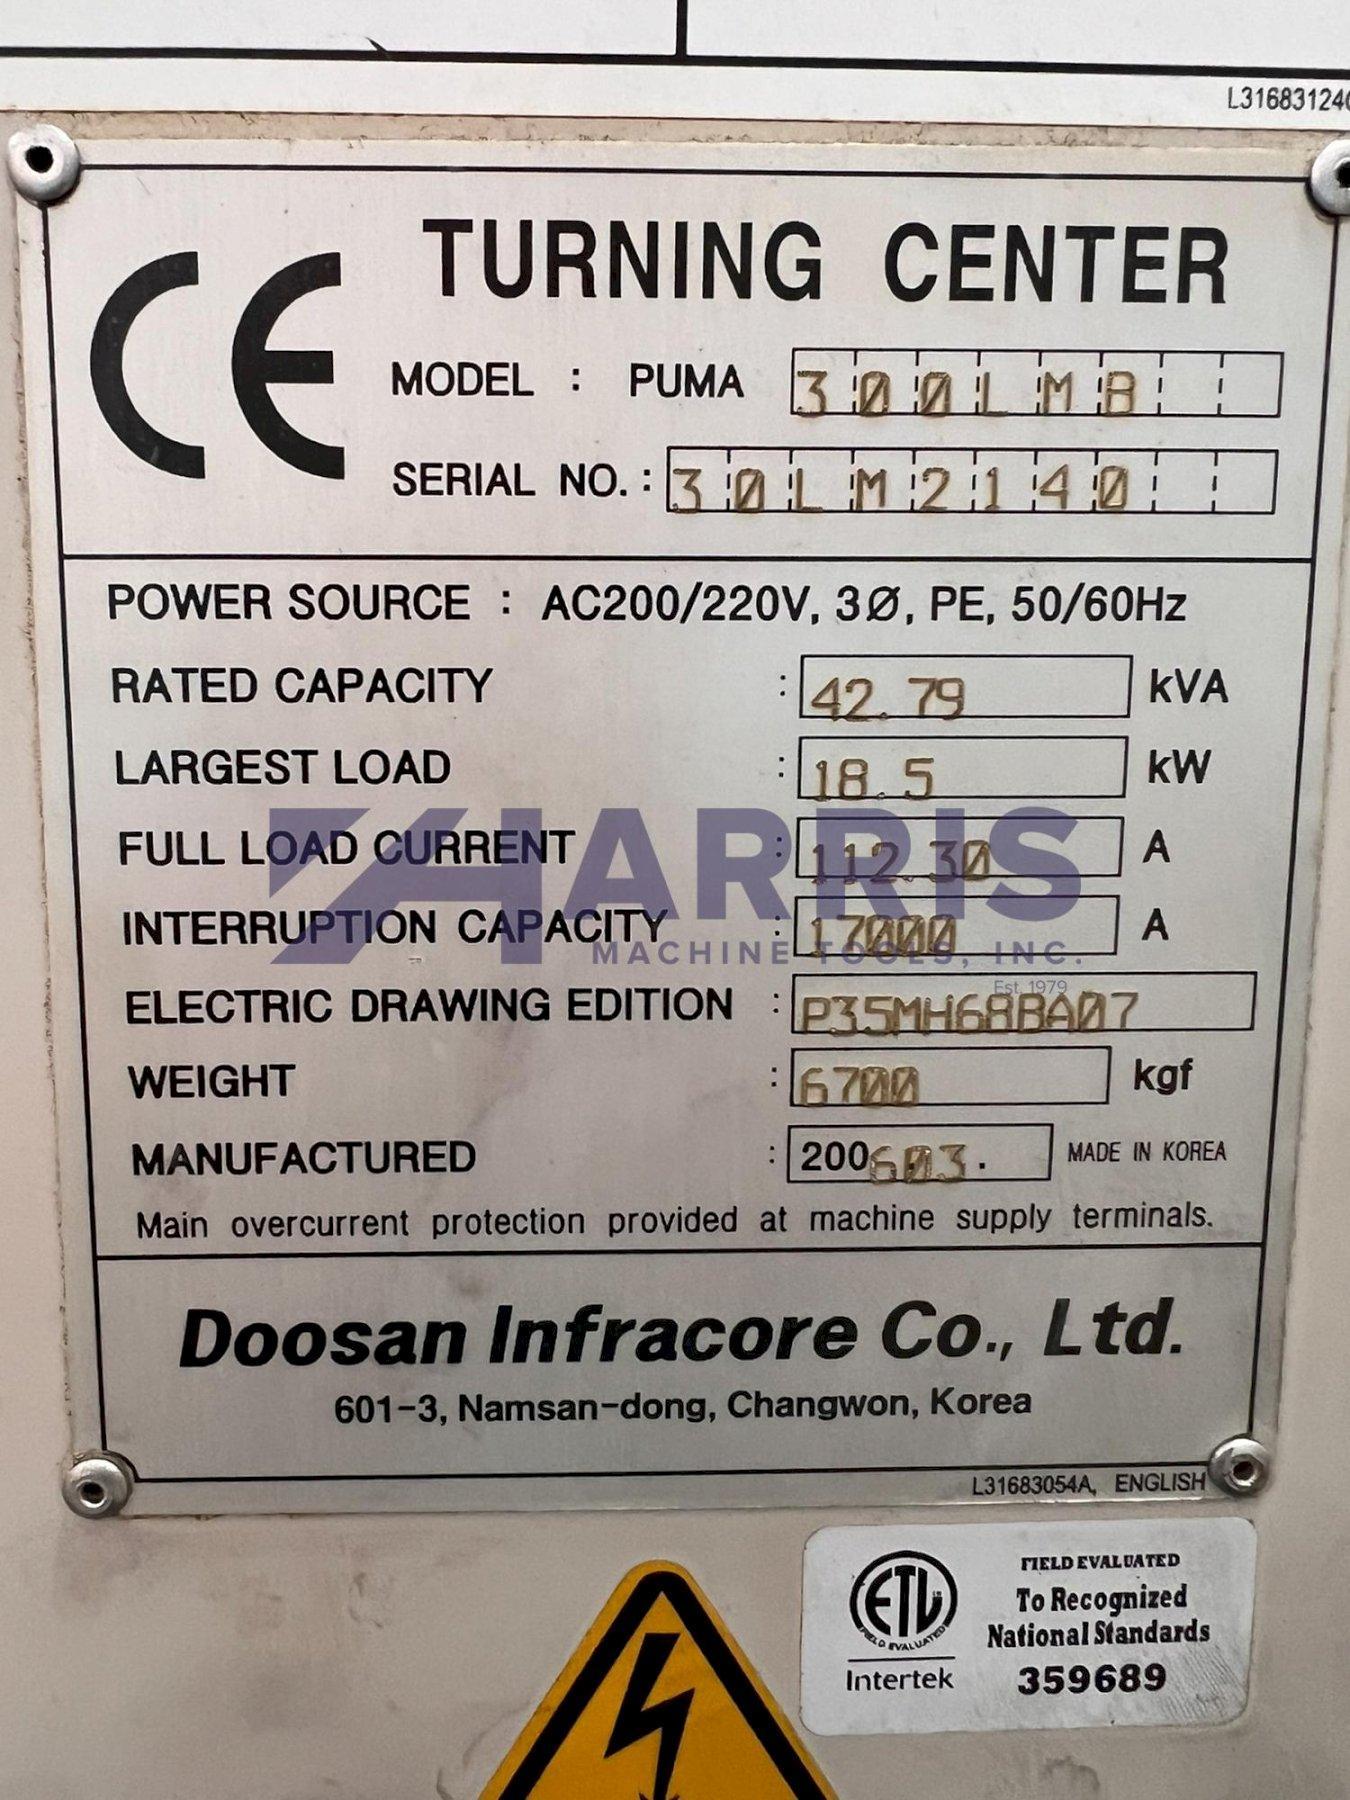 L31683124
CE
TURNING CENTER
MODEL : PUMA 300LMB
SERIAL NO. : 30LM2140
POWER SOURCE : AC200/220V, 3Ø, PE, 50/60Hz
RATED CAPACITY : 42.79 kVA
LARGEST LOAD : 18.5 kW
FULL LOAD CURRENT : 112.30 A
INTERRUPTION CAPACITY : 17000 A
ELECTRIC DRAWING EDITION : P35MH68BA07
WEIGHT : 6700 kgf
MANUFACTURED : 200603. MADE IN KOREA
Main overcurrent protection provided at machine supply terminals.
Doosan Infracore Co., Ltd.
601-3, Namsan-dong, Changwon, Korea
L31683054A, ENGLISH
HARRIS
MACHINE TOOLS, INC.
Est. 1979
ETL
FIELD EVALUATED
Intertek
FIELD EVALUATED
To Recognized
National Standards
359689